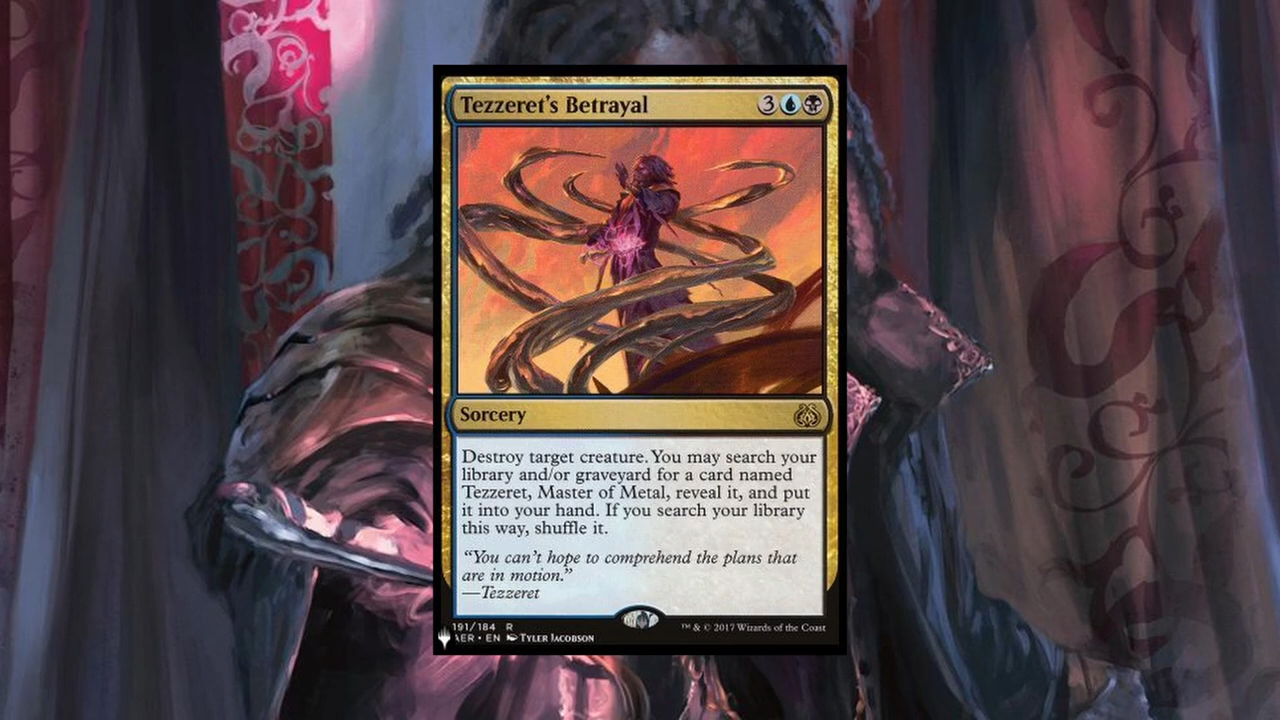 Tezzeret's Betrayal 3
Sorcery
Destroy target creature. You may search your
library and/or graveyard for a card named
Tezzeret, Master of Metal, reveal it, and put
it into your hand. If you search your library
this way, shuffle it.
“You can't hope to comprehend the plans that
are in motion.”
—Tezzeret
191/184 R
AER • EN Tyler Jacobson
™ & © 2017 Wizards of the Coast